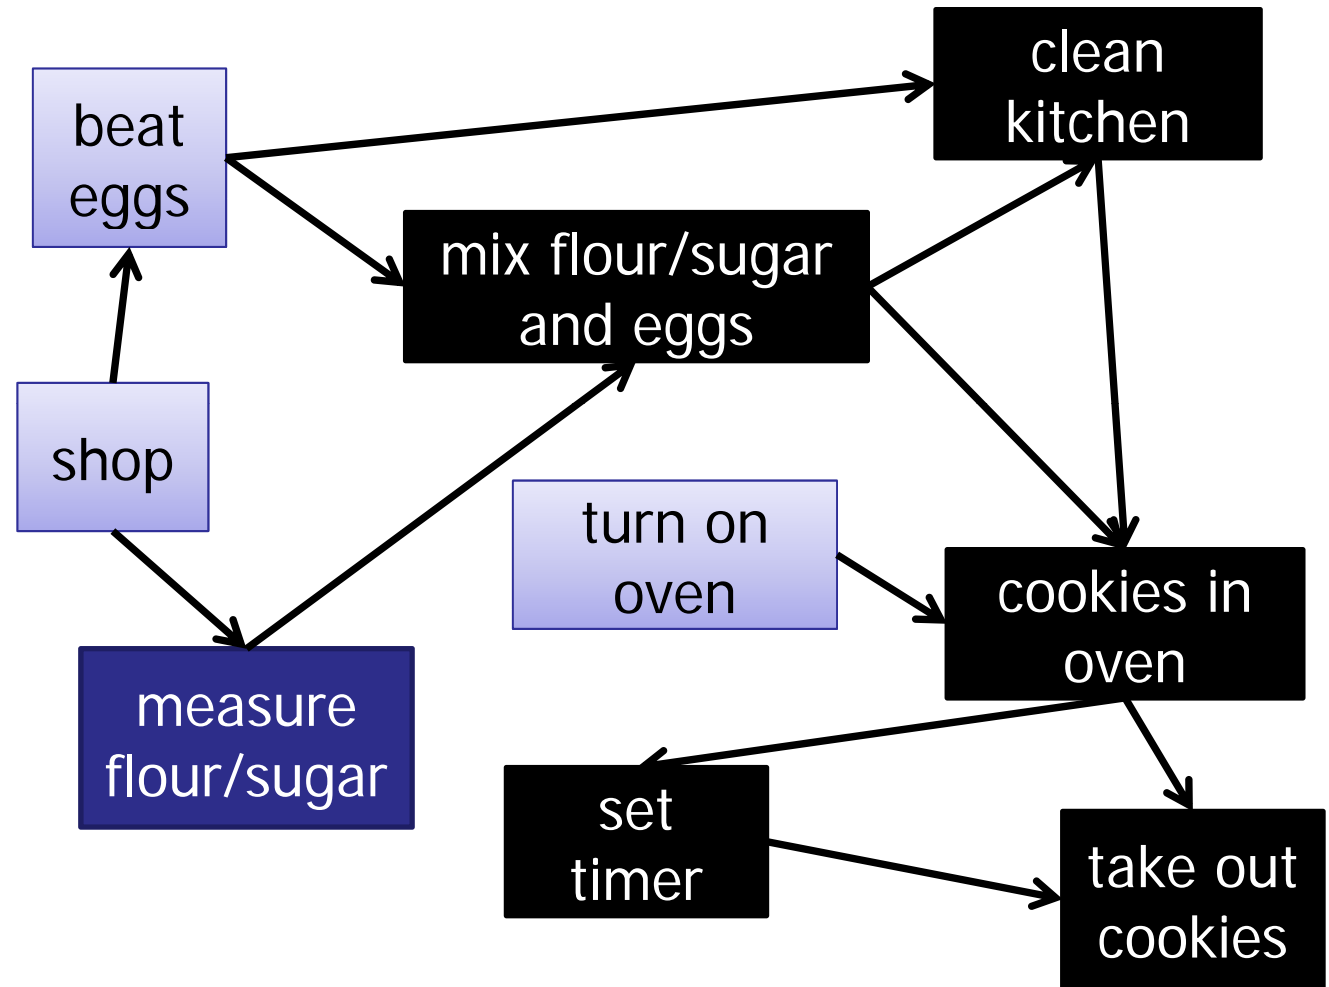 clean
kitchen
beat
eggs
mix flour/sugar
and eggs
shop
turn on
oven
cookies in
oven
measure
flour/sugar
set
timer
take out
cookies